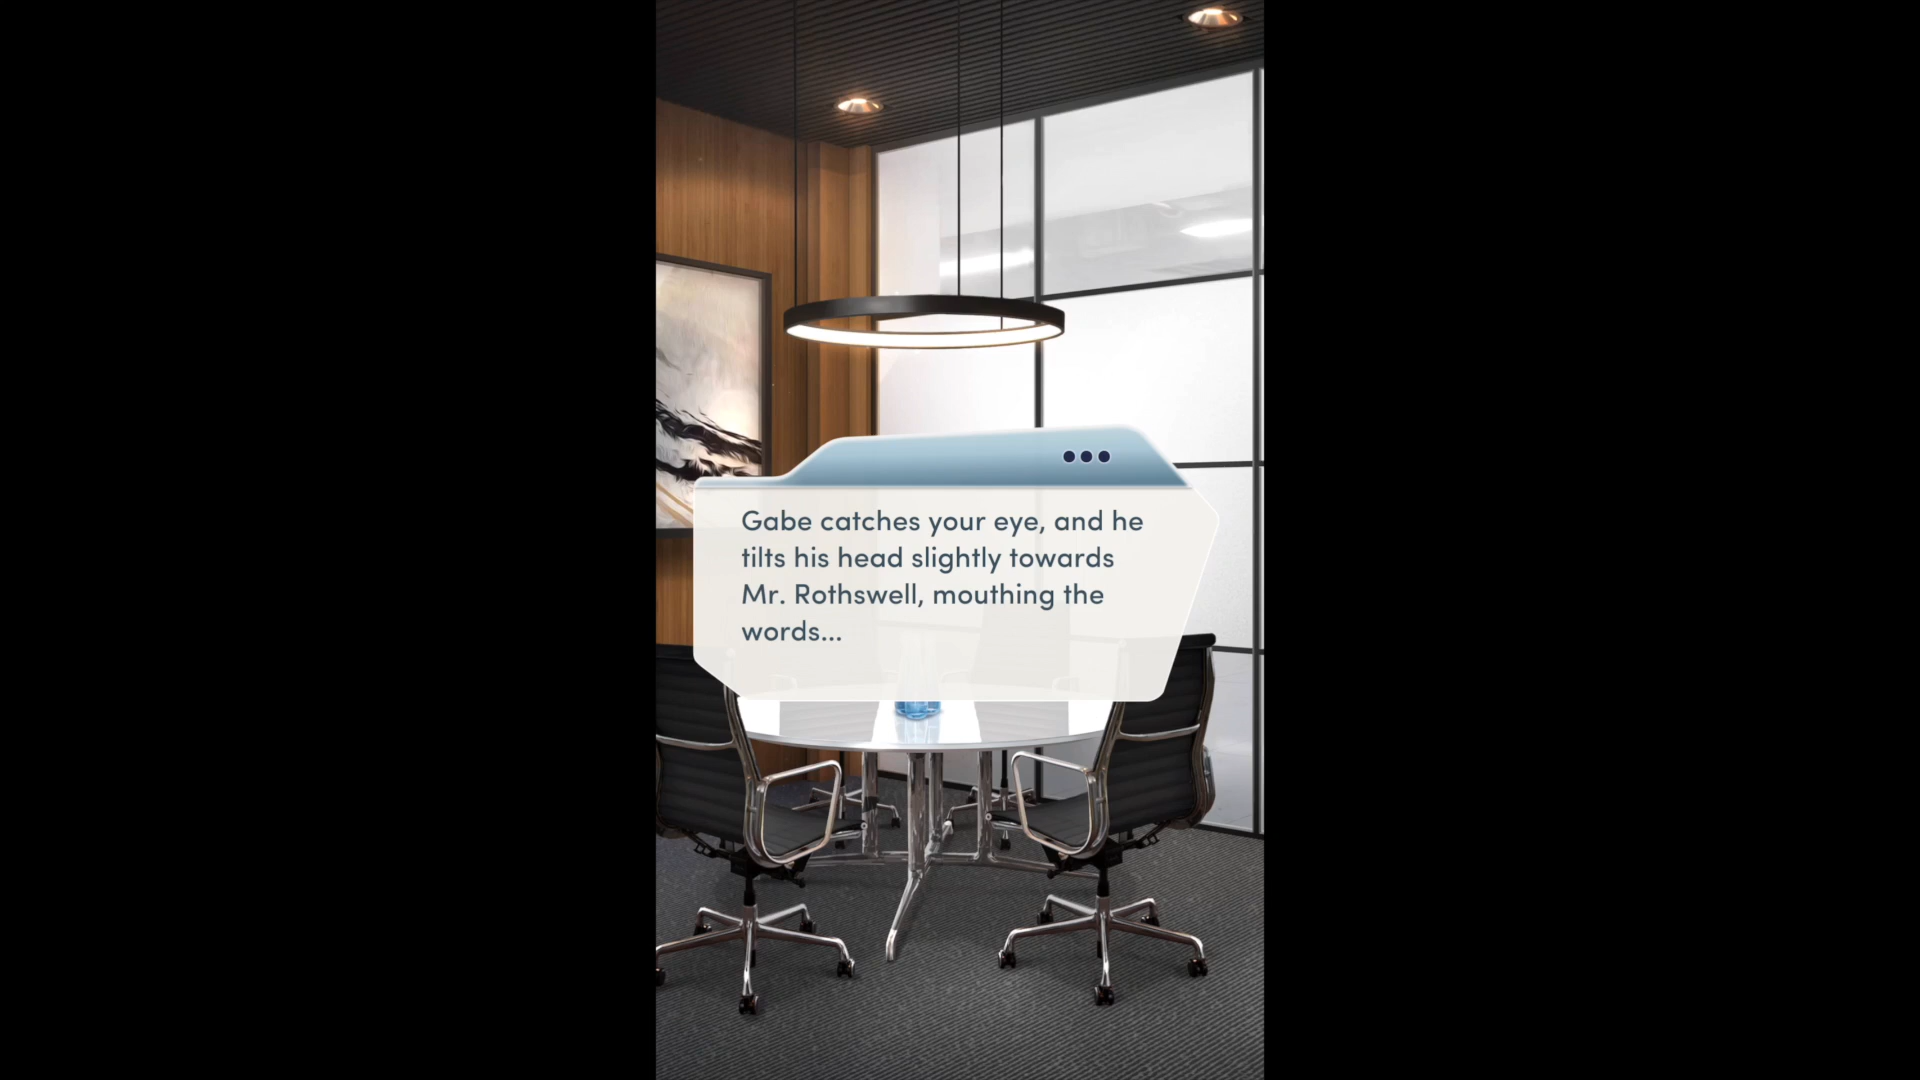 Gabe catches your eye, and he
tilts his head slightly towards
Mr. Rothswell, mouthing the
words...